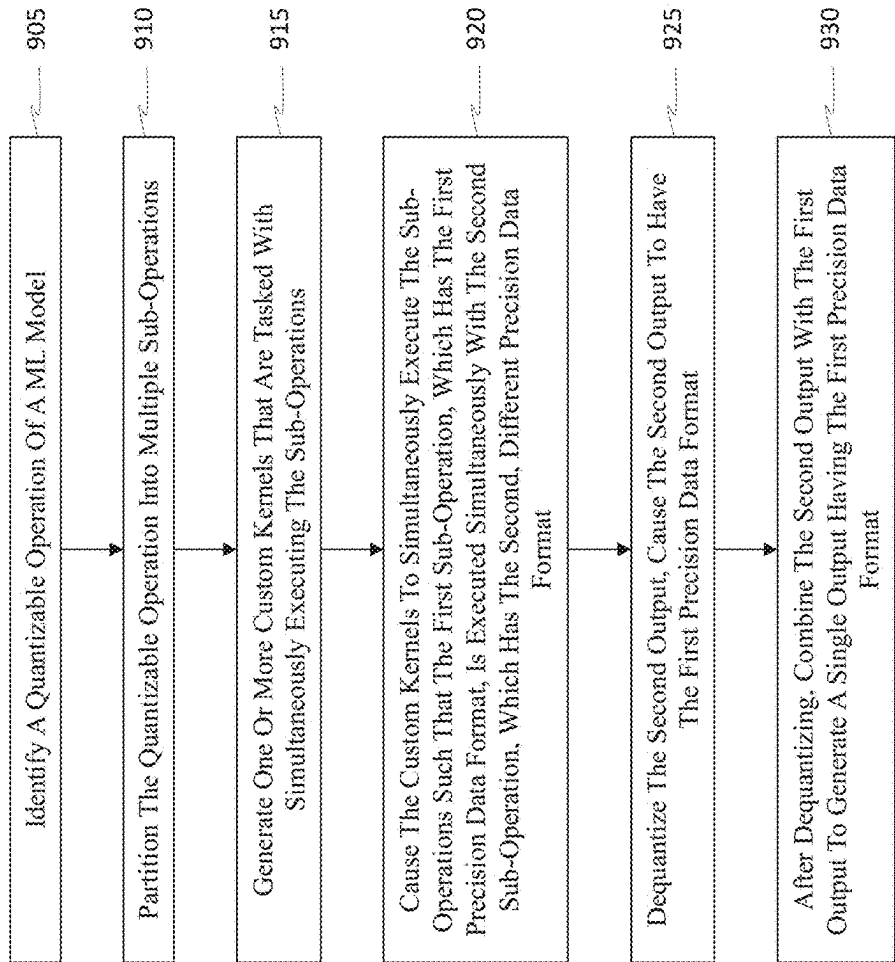 Identify A Quantizable Operation Of A ML Model
905
Partition The Quantizable Operation Into Multiple Sub-Operations
910
Generate One Or More Custom Kernels That Are Tasked With
Simultaneously Executing The Sub-Operations
915
Cause The Custom Kernels To Simultaneously Execute The Sub-
Operations Such That The First Sub-Operation, Which Has The First
Precision Data Format, Is Executed Simultaneously With The Second
Sub-Operation, Which Has The Second, Different Precision Data
Format
920
Dequantize The Second Output, Cause The Second Output To Have
The First Precision Data Format
925
After Dequantizing, Combine The Second Output With The First
Output To Generate A Single Output Having The First Precision Data
Format
930